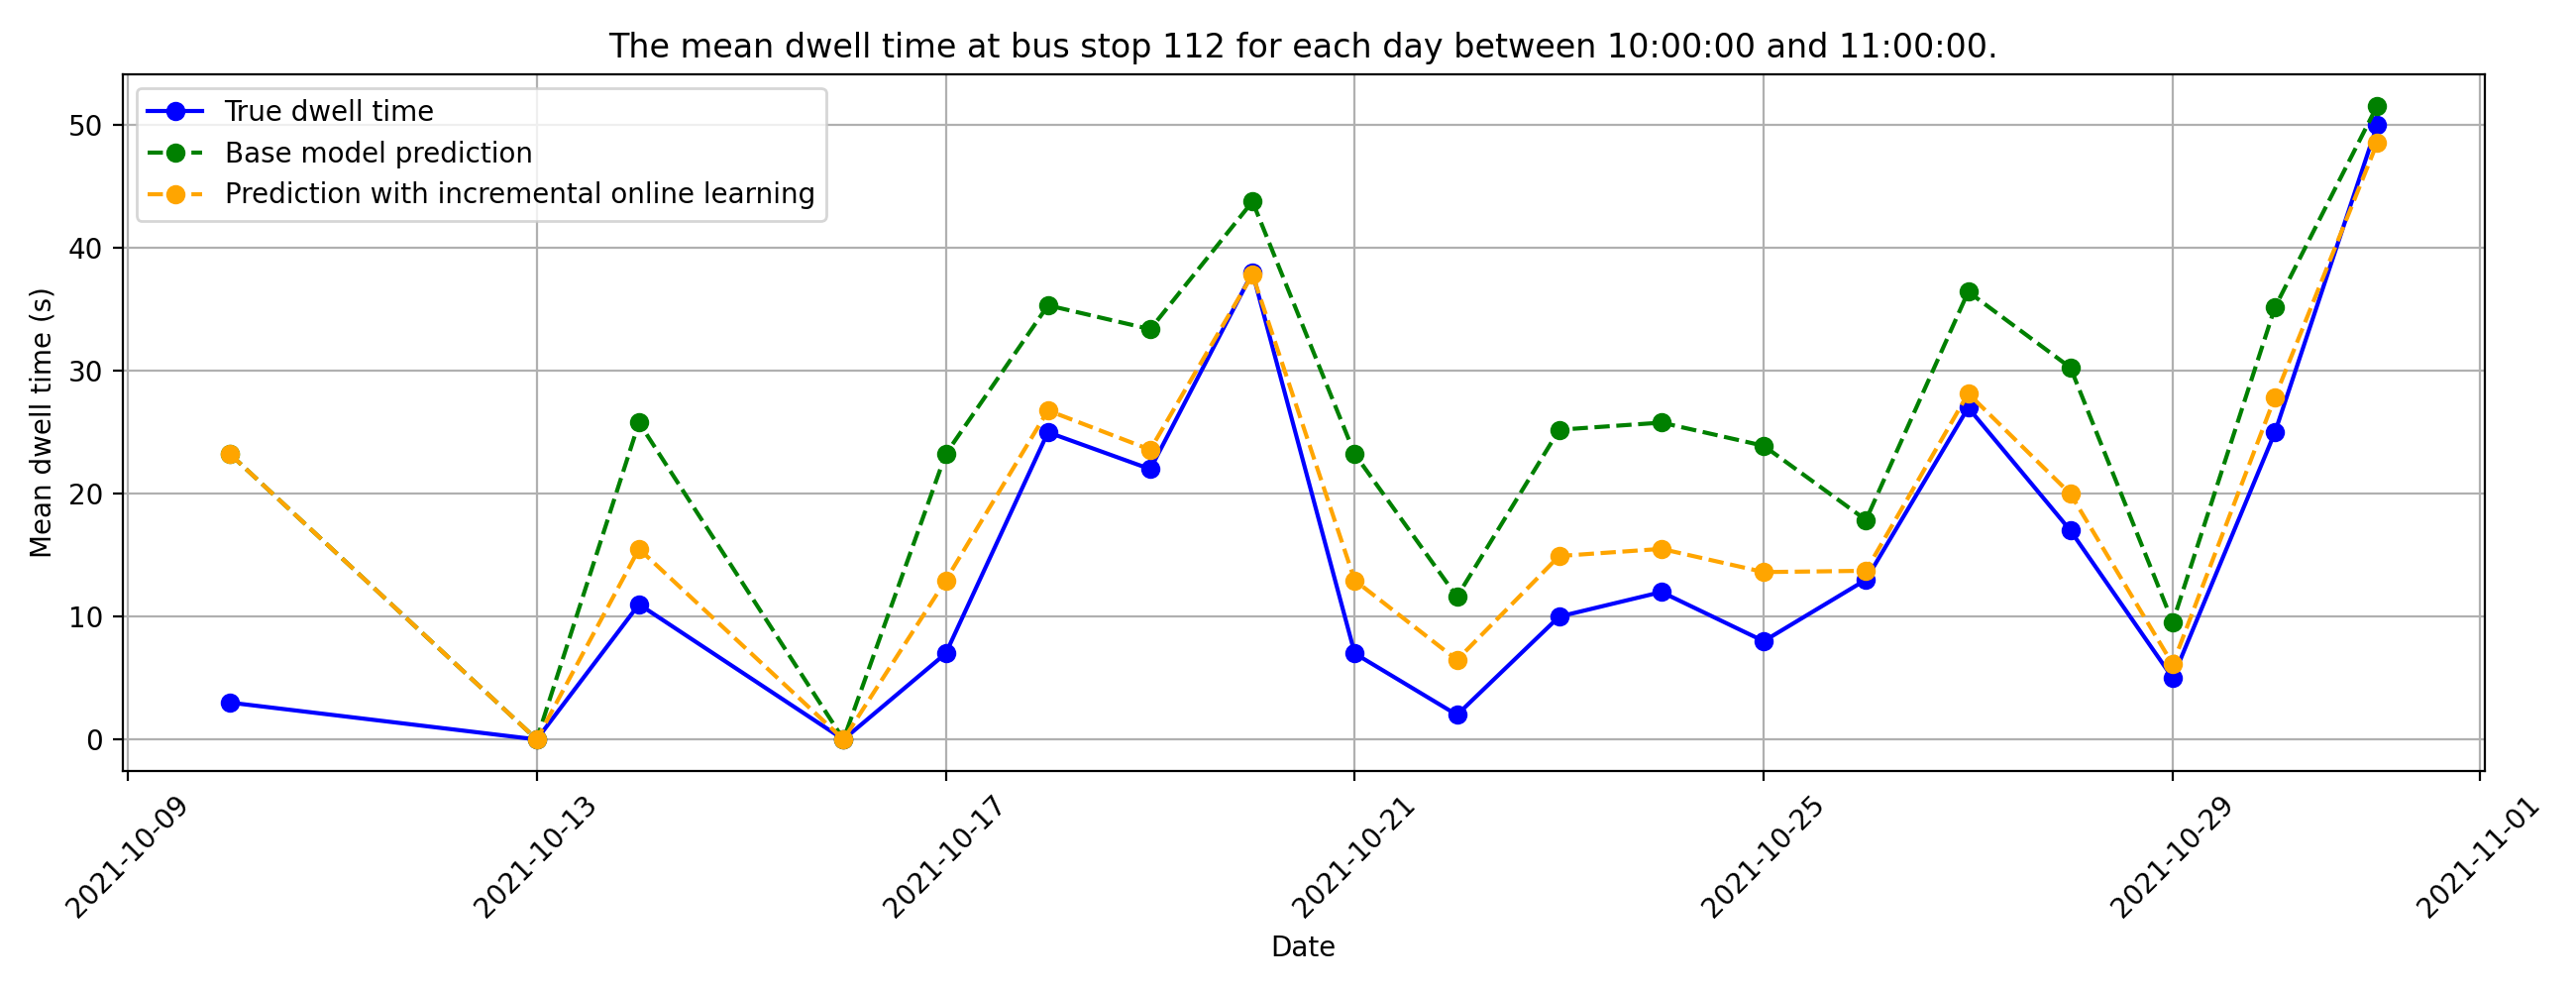 The mean dwell time at bus stop 112 for each day between 10:00:00 and 11:00:00.
True dwell time
Base model prediction
Prediction with incremental online learning
Mean dwell time (s)
50
40
30
20
10
0
2021-10-09
2021-10-13
2021-10-17
2021-10-21
2021-10-25
2021-10-29
2021-11-01
Date